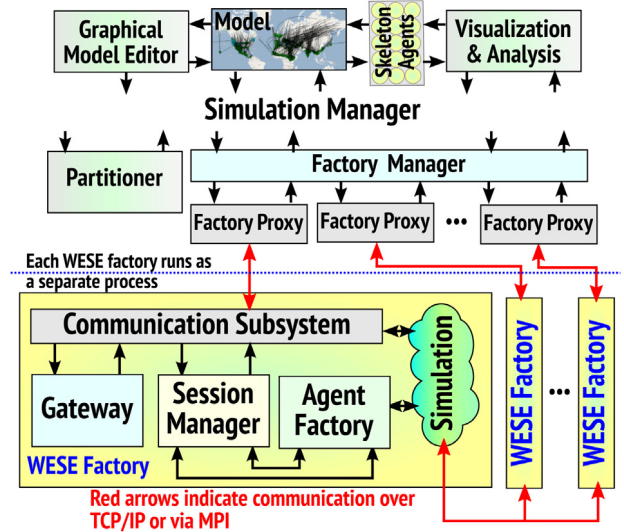 Graphical
Model Editor
Model
Skeleton
Agents
Visualization
& Analysis
Simulation Manager
Partitioner
Factory Manager
Factory Proxy
Factory Proxy
•••
Factory Proxy
Each WESE factory runs as
a separate process
Communication Subsystem
Gateway
Session
Manager
Agent
Factory
Simulation
WESE Factory
WESE Factory
•••
WESE Factory
Red arrows indicate communication over
TCP/IP or via MPI